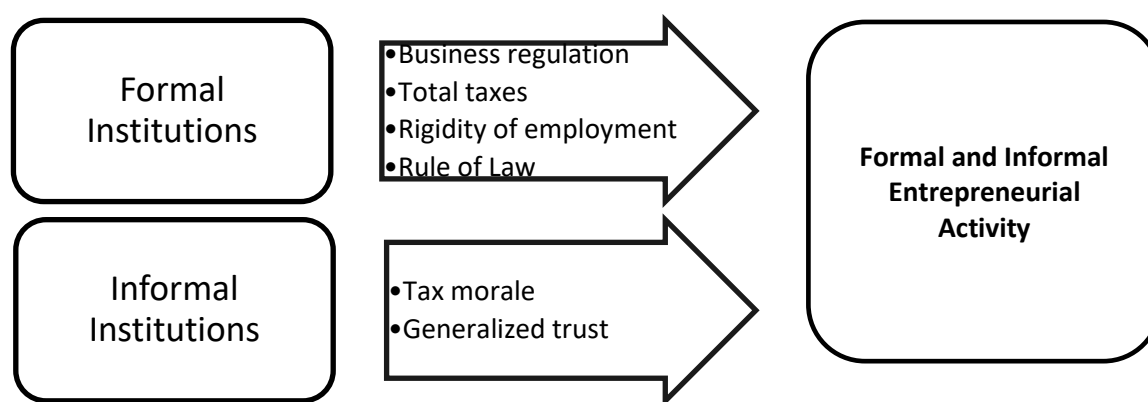 Formal
Institutions
•Business regulation
•Total taxes
•Rigidity of employment
•Rule of Law
Informal
Institutions
•Tax morale
•Generalized trust
Formal and Informal
Entrepreneurial
Activity